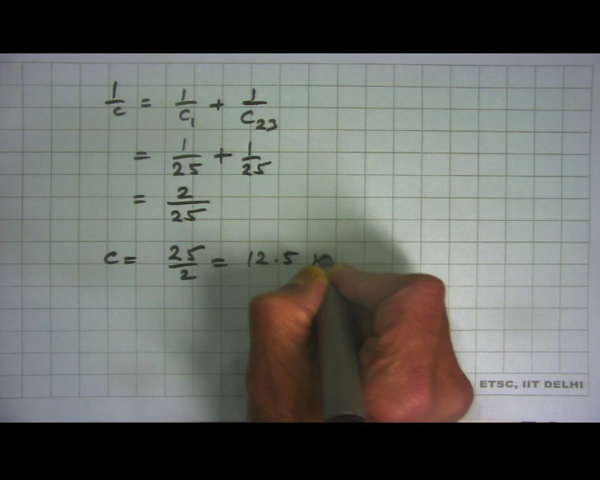 1/C = 1/C₁ + 1/C₂₃
= 1/25 + 1/25
= 2/25
C = 25/2 = 12.5
ETSC, IIT DELHI